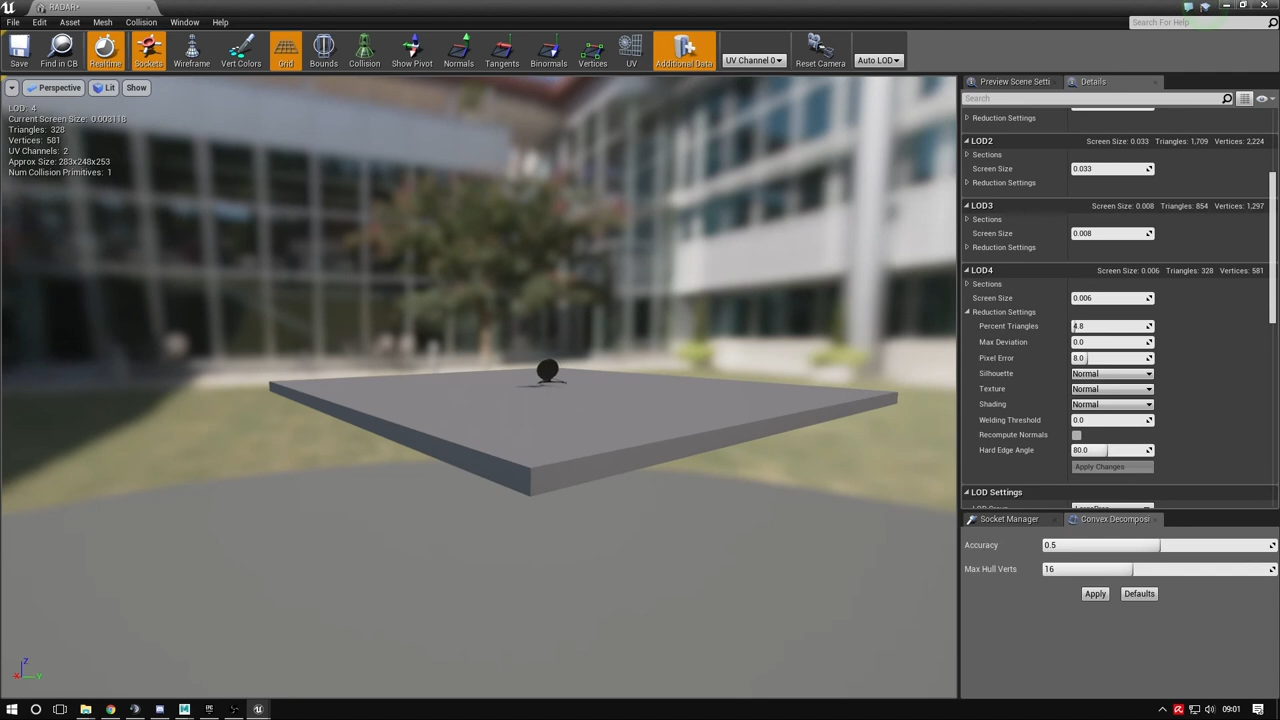 RADAR*
File Edit Asset Mesh Collision Window Help
Search For Help
Save Find in CB Realtime Sockets Wireframe Vert Colors Grid Bounds Collision Show Pivot Normals Tangents Binormals Vertices UV Additional Data UV Channel 0 Reset Camera Auto LOD
Perspective Lit Show
LOD: 4
Current Screen Size: 0.003118
Triangles: 328
Vertices: 581
UV Channels: 2
Approx Size: 283x248x253
Num Collision Primitives: 1
Preview Scene Setti Details
Search
Reduction Settings
LOD2 Screen Size: 0.033 Triangles: 1,709 Vertices: 2,224
Sections
Screen Size 0.033
Reduction Settings
LOD3 Screen Size: 0.008 Triangles: 854 Vertices: 1,297
Sections
Screen Size 0.008
Reduction Settings
LOD4 Screen Size: 0.006 Triangles: 328 Vertices: 581
Sections
Screen Size 0.006
Reduction Settings
Percent Triangles 4.8
Max Deviation 0.0
Pixel Error 8.0
Silhouette Normal
Texture Normal
Shading Normal
Welding Threshold 0.0
Recompute Normals
Hard Edge Angle 80.0
Apply Changes
LOD Settings
Socket Manager Convex Decomposi
Accuracy 0.5
Max Hull Verts 16
Apply Defaults
Z
X Y
09:01